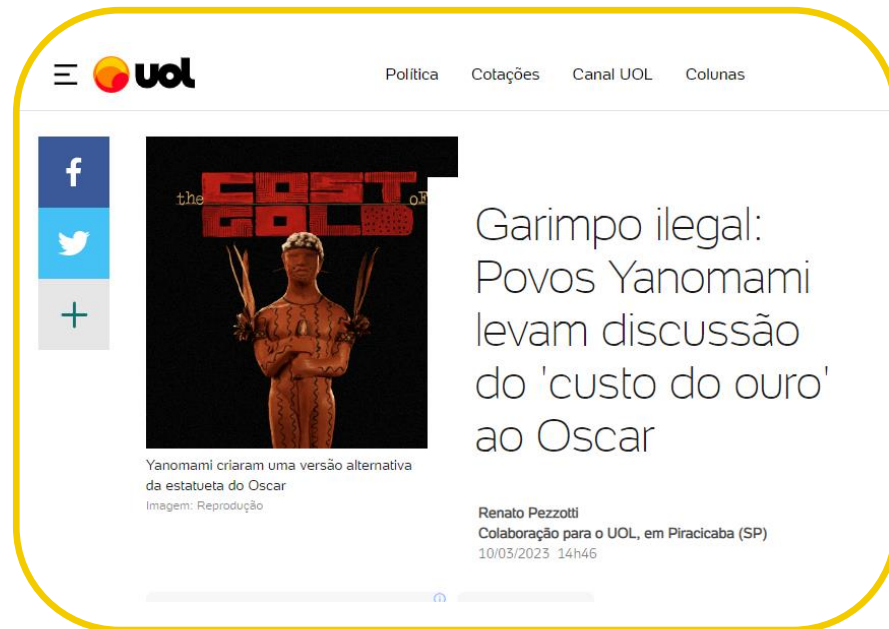 uol
Política Cotações Canal UOL Colunas
the COST OF
GOLD
Yanomami criaram uma versão alternativa
da estatueta do Oscar
Imagem: Reprodução
Garimpo ilegal:
Povos Yanomami
levam discussão
do 'custo do ouro'
ao Oscar
Renato Pezzotti
Colaboração para o UOL, em Piracicaba (SP)
10/03/2023 14h46